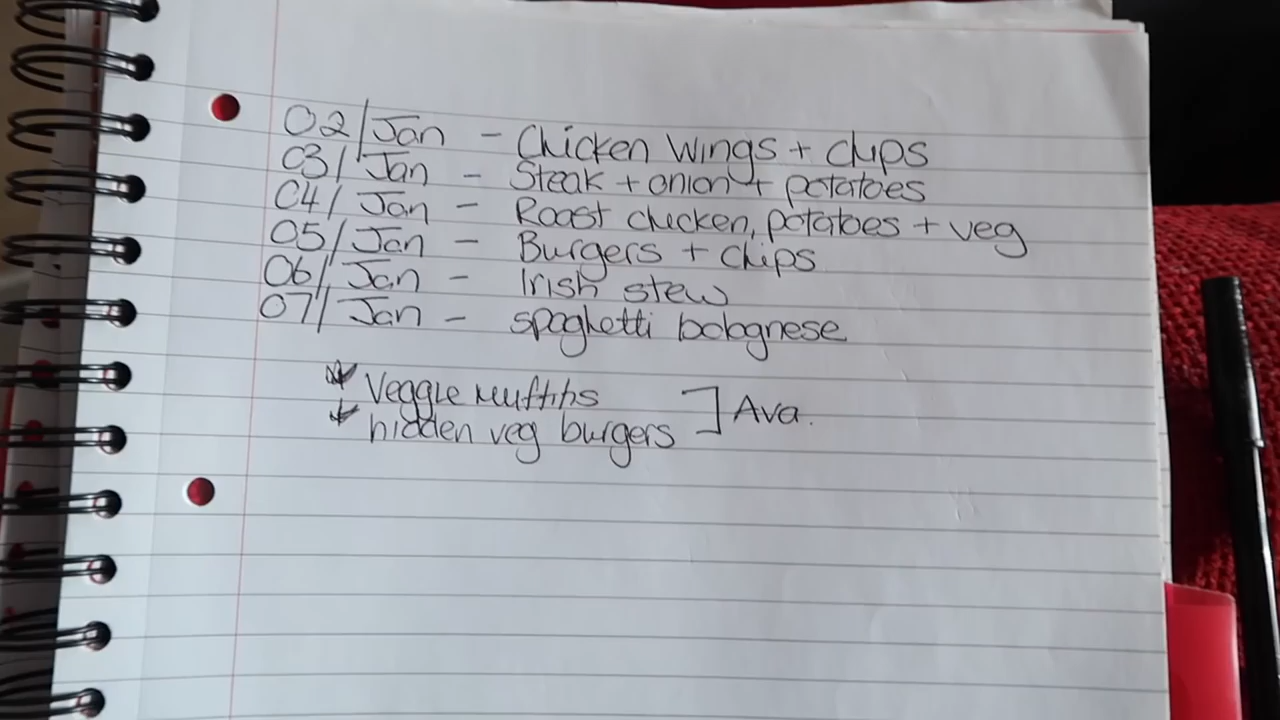 02/Jan - Chicken wings + chips
03/Jan - Steak + onion + potatoes
04/Jan - Roast chicken, potatoes + veg
05/Jan - Burgers + Chips
06/Jan - Irish stew
07/Jan - spaghetti bolognese
* Veggie
* hidden veg burgers ] Ava.